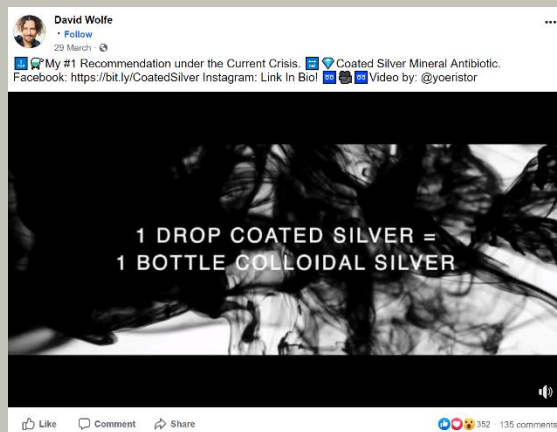 David Wolfe
· Follow
29 March ·
My #1 Recommendation under the Current Crisis. Coated Silver Mineral Antibiotic.
Facebook: https://bit.ly/CoatedSilver Instagram: Link In Bio! Video by: @yoeristor
1 DROP COATED SILVER =
1 BOTTLE COLLOIDAL SILVER
Like Comment Share 352 · 135 comments